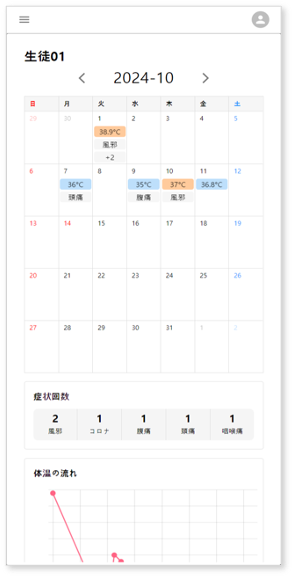 生徒01
2024-10
日 月 火 水 木 金 土
29 30 1 2 3 4 5
38.9°C
風邪
+2
6 7 8 9 10 11 12
36°C 35°C 37°C 36.8°C
頭痛 腹痛 風邪
13 14 15 16 17 18 19
20 21 22 23 24 25 26
27 28 29 30 31 1 2
症状回数
2 1 1 1 1
風邪 コロナ 腹痛 頭痛 咽喉痛
体温の流れ